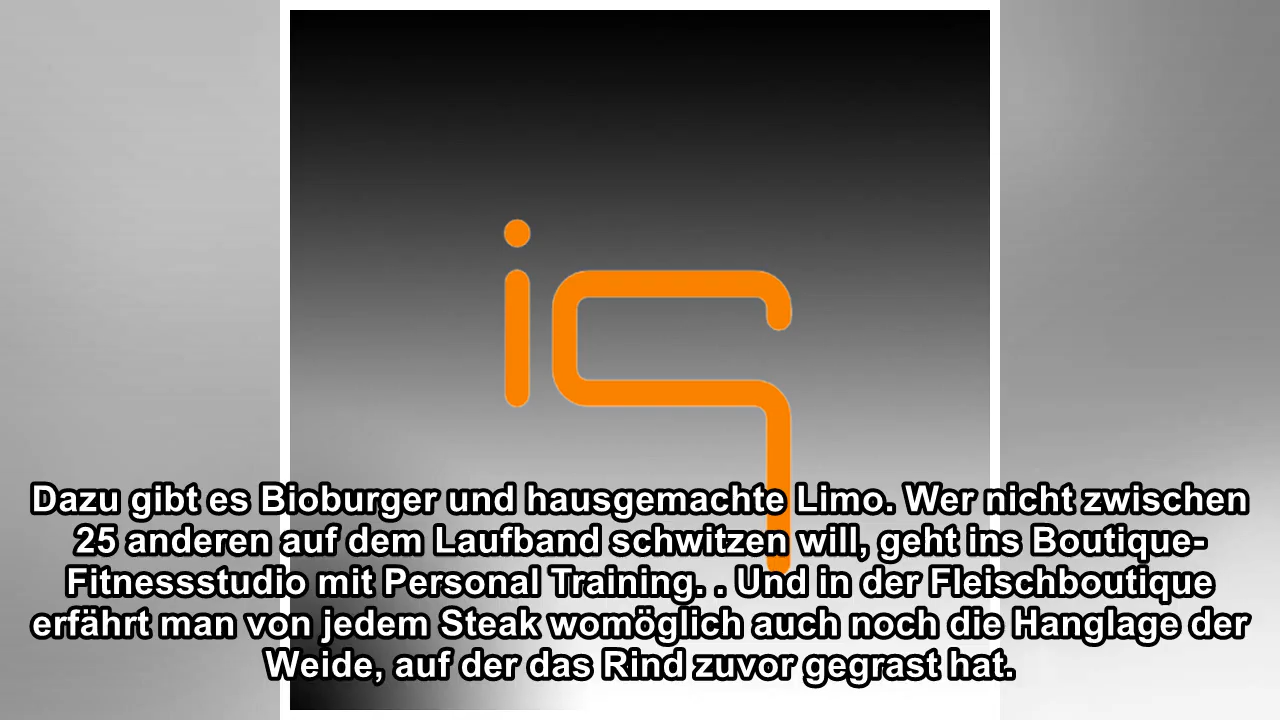 iq
Dazu gibt es Bioburger und hausgemachte Limo. Wer nicht zwischen
25 anderen auf dem Laufband schwitzen will, geht ins Boutique-
Fitnessstudio mit Personal Training. . Und in der Fleischboutique
erfährt man von jedem Steak womöglich auch noch die Hanglage der
Weide, auf der das Rind zuvor gegrast hat.